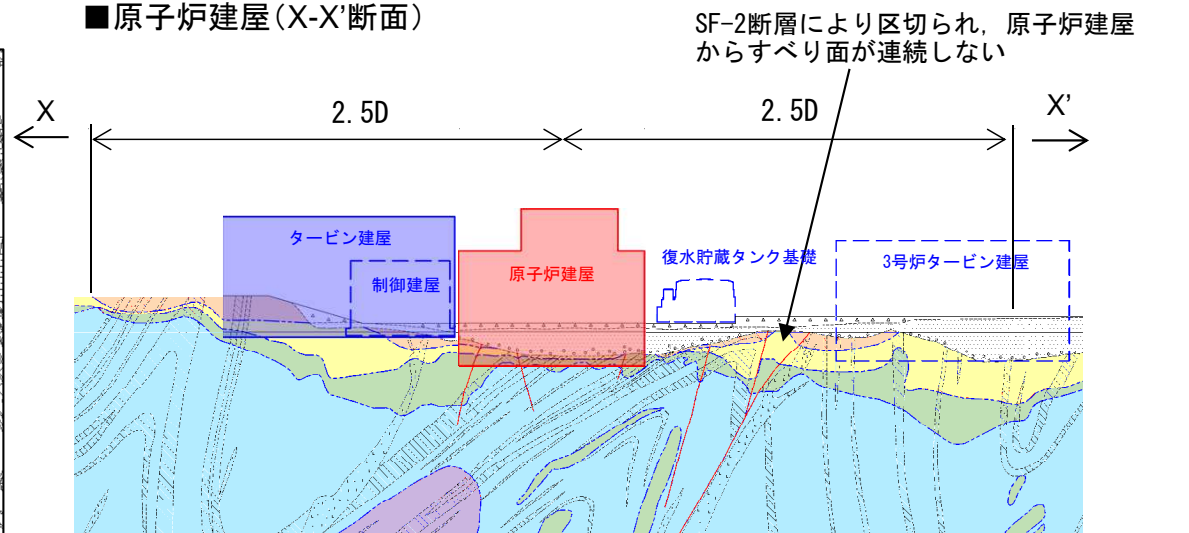 ■原子炉建屋(X-X’断面)
SF-2断層により区切られ，原子炉建屋
からすべり面が連続しない
X
2.5D
2.5D
X’
タービン建屋
制御建屋
原子炉建屋
復水貯蔵タンク基礎
3号炉タービン建屋